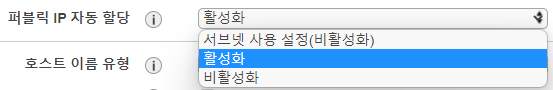 퍼블릭 IP 자동 할당 활성화
서브넷 사용 설정(비활성화)
활성화
호스트 이름 유형
비활성화